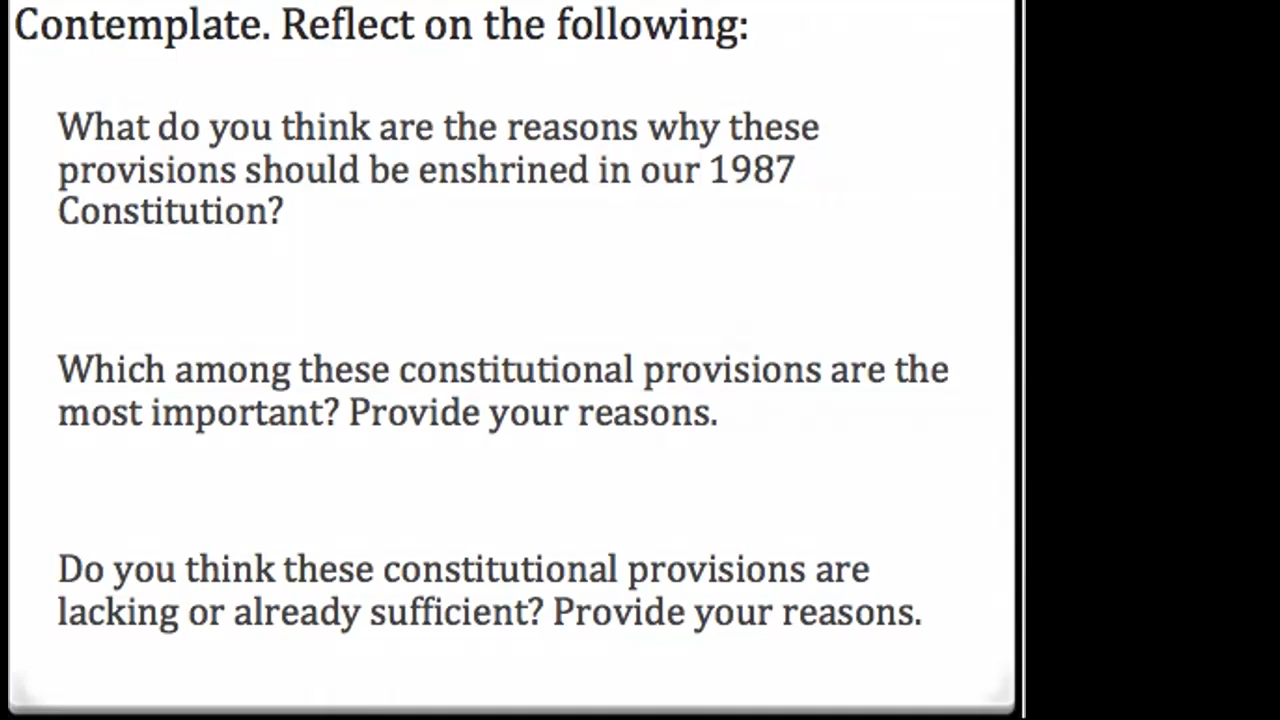 Contemplate. Reflect on the following:
What do you think are the reasons why these
provisions should be enshrined in our 1987
Constitution?
Which among these constitutional provisions are the
most important? Provide your reasons.
Do you think these constitutional provisions are
lacking or already sufficient? Provide your reasons.